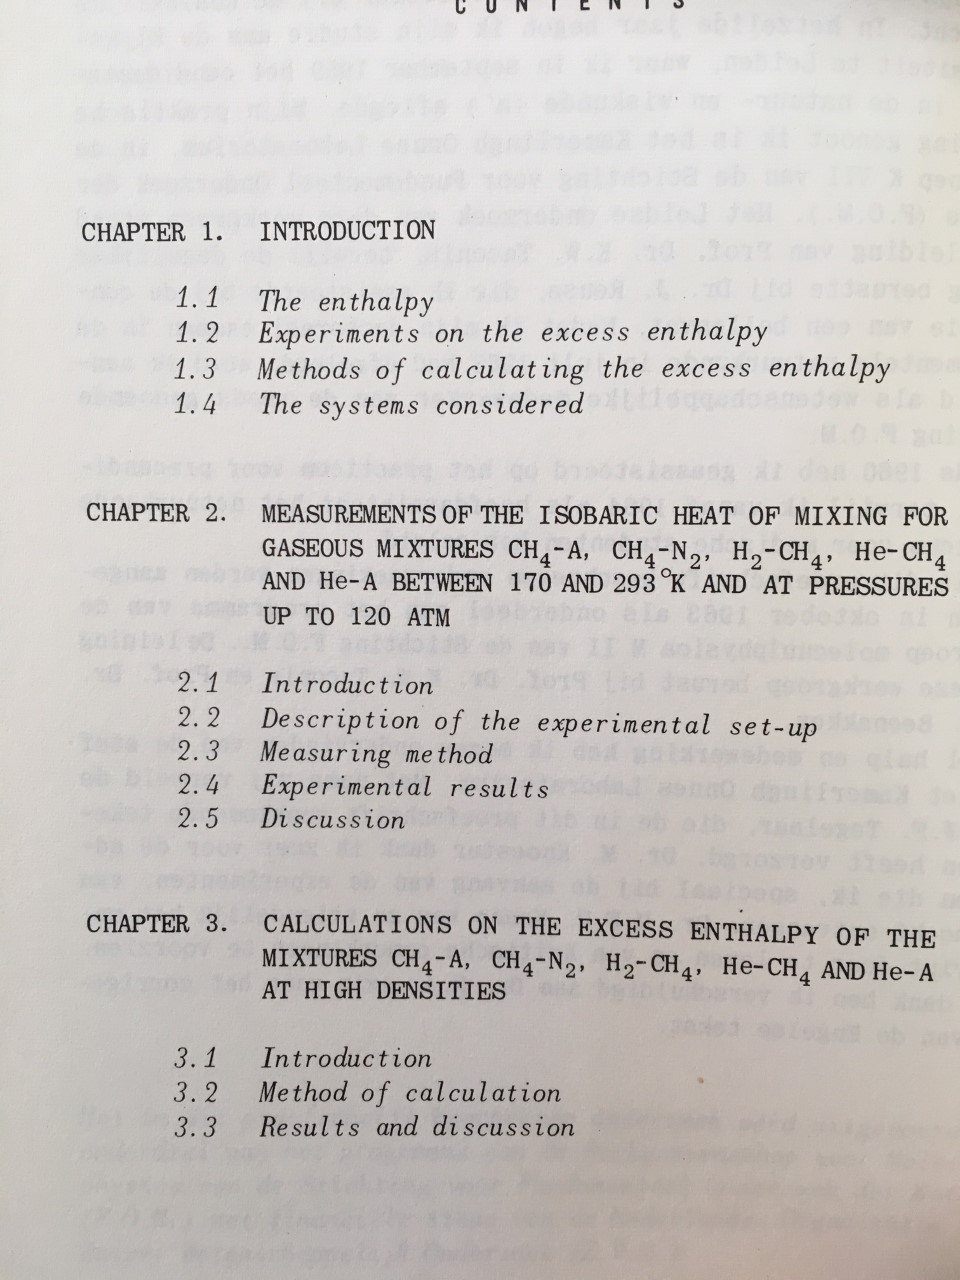 CONTENTS
CHAPTER 1. INTRODUCTION
1.1 The enthalpy
1.2 Experiments on the excess enthalpy
1.3 Methods of calculating the excess enthalpy
1.4 The systems considered
CHAPTER 2. MEASUREMENTS OF THE ISOBARIC HEAT OF MIXING FOR
GASEOUS MIXTURES CH₄-A, CH₄-N₂, H₂-CH₄, He-CH₄
AND He-A BETWEEN 170 AND 293°K AND AT PRESSURES
UP TO 120 ATM
2.1 Introduction
2.2 Description of the experimental set-up
2.3 Measuring method
2.4 Experimental results
2.5 Discussion
CHAPTER 3. CALCULATIONS ON THE EXCESS ENTHALPY OF THE
MIXTURES CH₄-A, CH₄-N₂, H₂-CH₄, He-CH₄ AND He-A
AT HIGH DENSITIES
3.1 Introduction
3.2 Method of calculation
3.3 Results and discussion